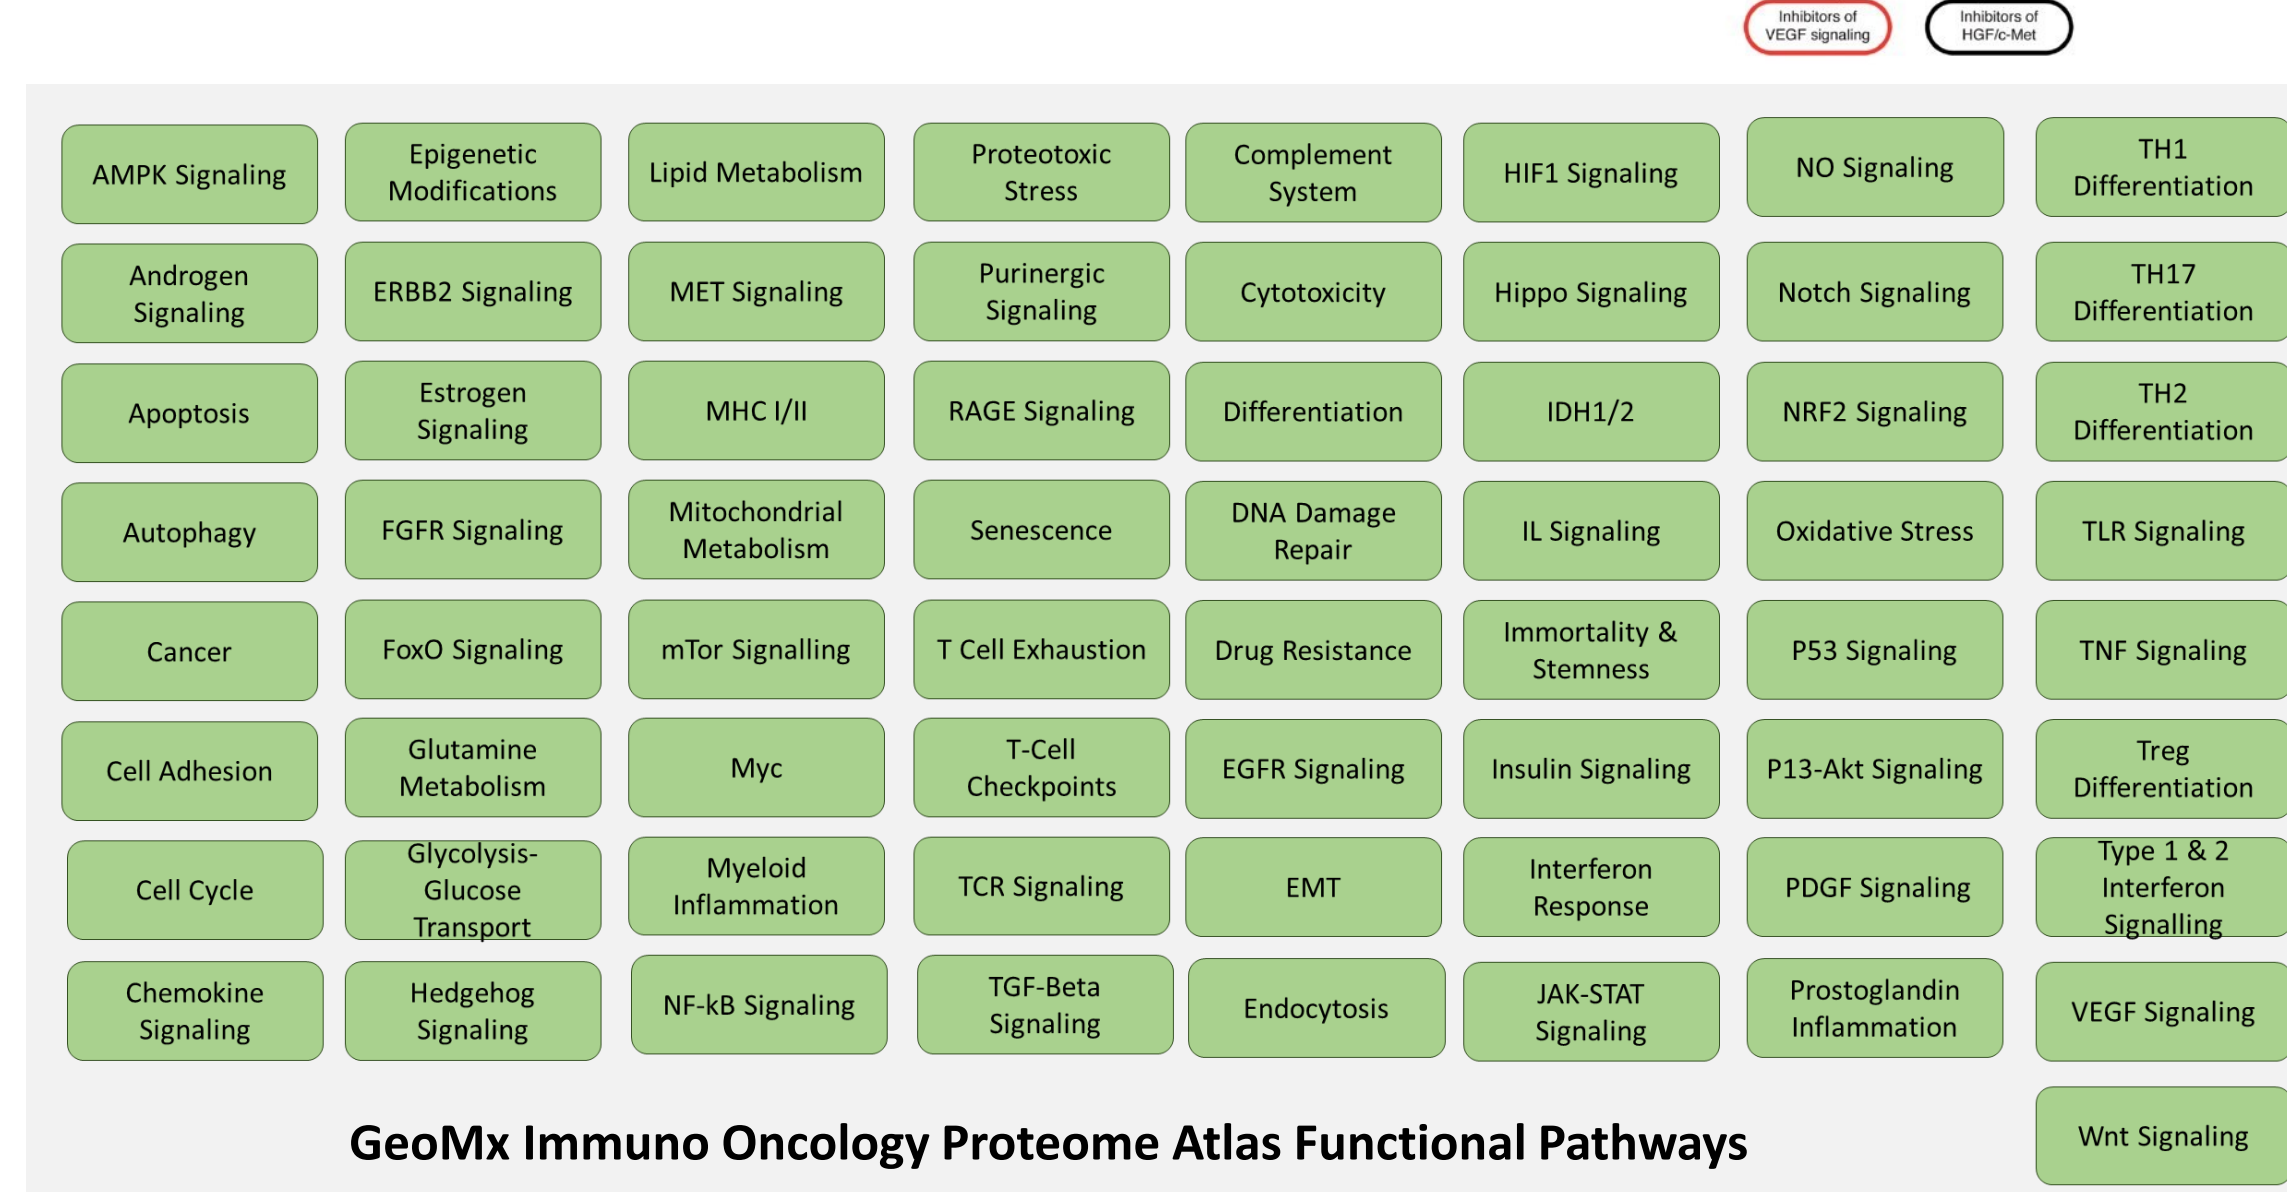 Inhibitors of
VEGF signaling
Inhibitors of
HGF/c-Met
AMPK Signaling
Epigenetic
Modifications
Lipid Metabolism
Proteotoxic
Stress
Complement
System
HIF1 Signaling
NO Signaling
TH1
Differentiation
Androgen
Signaling
ERBB2 Signaling
MET Signaling
Purinergic
Signaling
Cytotoxicity
Hippo Signaling
Notch Signaling
TH17
Differentiation
Apoptosis
Estrogen
Signaling
MHC I/II
RAGE Signaling
Differentiation
IDH1/2
NRF2 Signaling
TH2
Differentiation
Autophagy
FGFR Signaling
Mitochondrial
Metabolism
Senescence
DNA Damage
Repair
IL Signaling
Oxidative Stress
TLR Signaling
Cancer
FoxO Signaling
mTor Signalling
T Cell Exhaustion
Drug Resistance
Immortality &
Stemness
P53 Signaling
TNF Signaling
Cell Adhesion
Glutamine
Metabolism
Myc
T-Cell
Checkpoints
EGFR Signaling
Insulin Signaling
P13-Akt Signaling
Treg
Differentiation
Cell Cycle
Glycolysis-
Glucose
Transport
Myeloid
Inflammation
TCR Signaling
EMT
Interferon
Response
PDGF Signaling
Type 1 & 2
Interferon
Signalling
Chemokine
Signaling
Hedgehog
Signaling
NF-kB Signaling
TGF-Beta
Signaling
Endocytosis
JAK-STAT
Signaling
Prostoglandin
Inflammation
VEGF Signaling
GeoMx Immuno Oncology Proteome Atlas Functional Pathways
Wnt Signaling